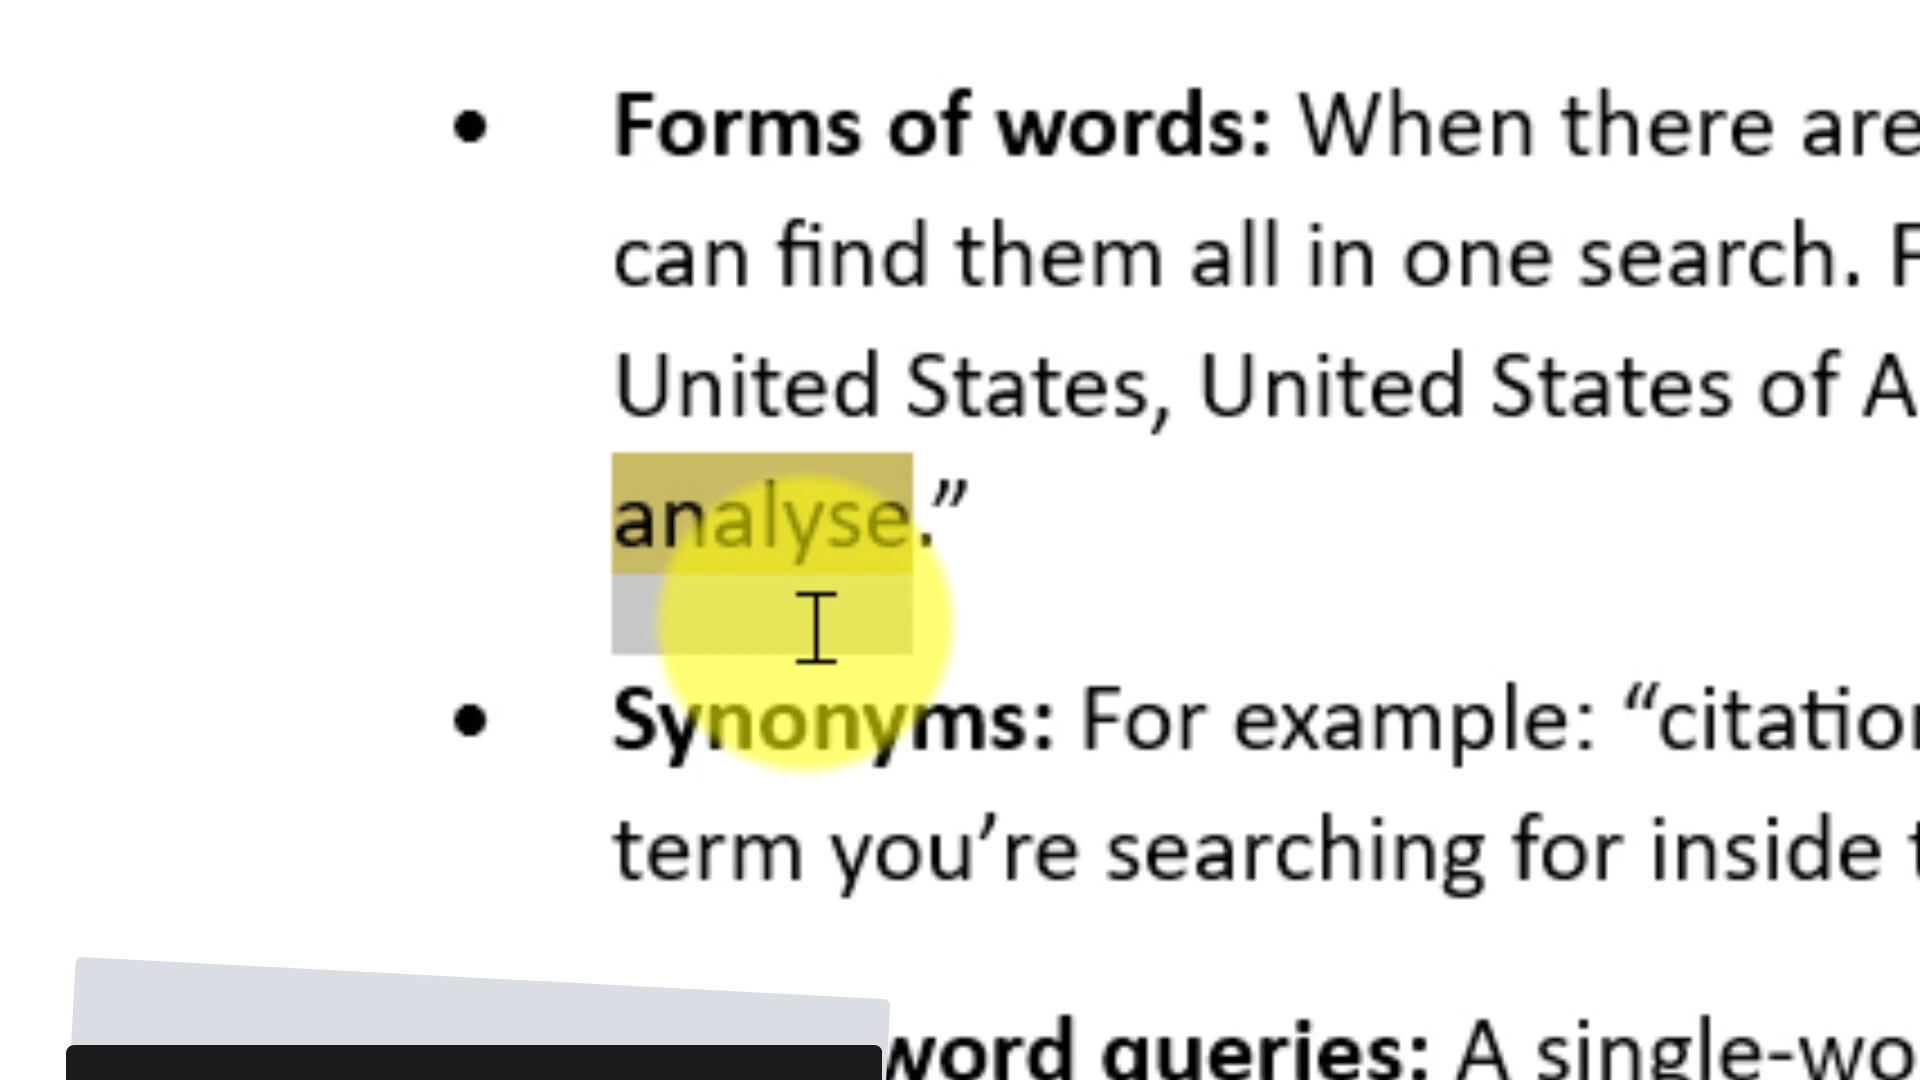 • Forms of words: When there are
can find them all in one search. F
United States, United States of A
analyse.”
• Synonyms: For example: “citation
term you’re searching for inside t
word queries: A single-wo